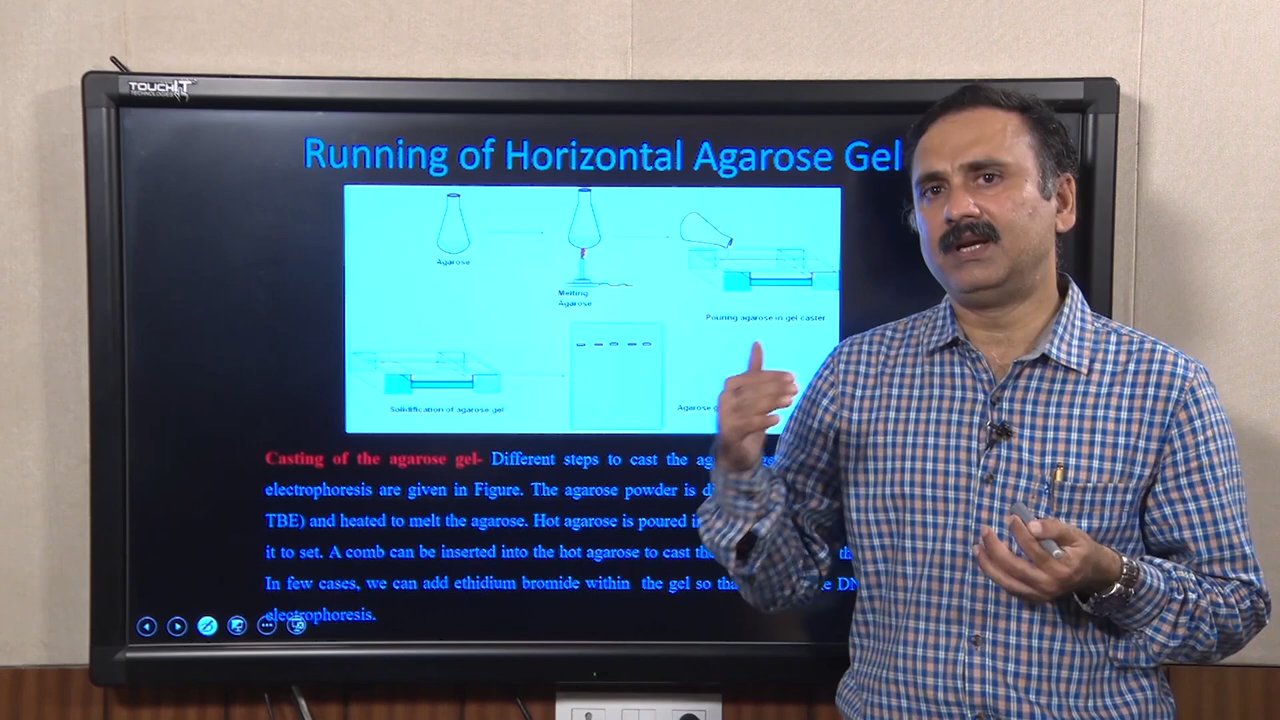 TOUCHIT
TECHNOLOGIES
Running of Horizontal Agarose Gel
Agarose
Melting
Agarose
Pouring agarose in gel caster
Solidification of agarose gel
Agarose
Casting of the agarose gel- Different steps to cast the
electrophoresis are given in Figure. The agarose powder is
TBE) and heated to melt the agarose. Hot agarose is poured
it to set. A comb can be inserted into the hot agarose to cast the
In few cases, we can add ethidium bromide within the gel so
electrophoresis.